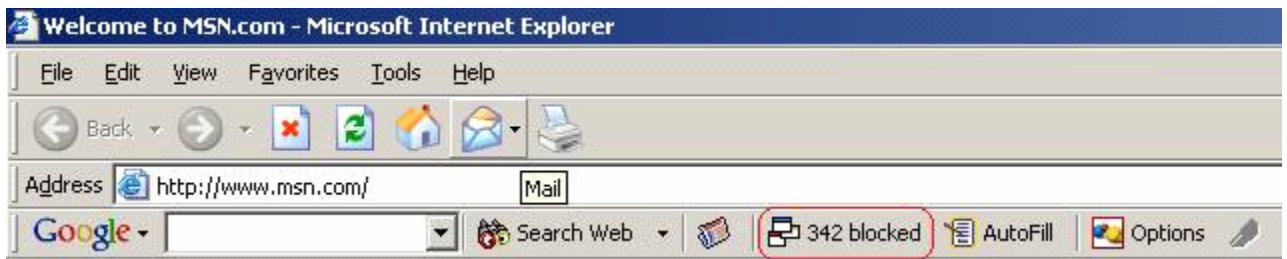 Welcome to MSN.com - Microsoft Internet Explorer
File Edit View Favorites Tools Help
Back
Address http://www.msn.com/
Mail
Google Search Web 342 blocked AutoFill Options